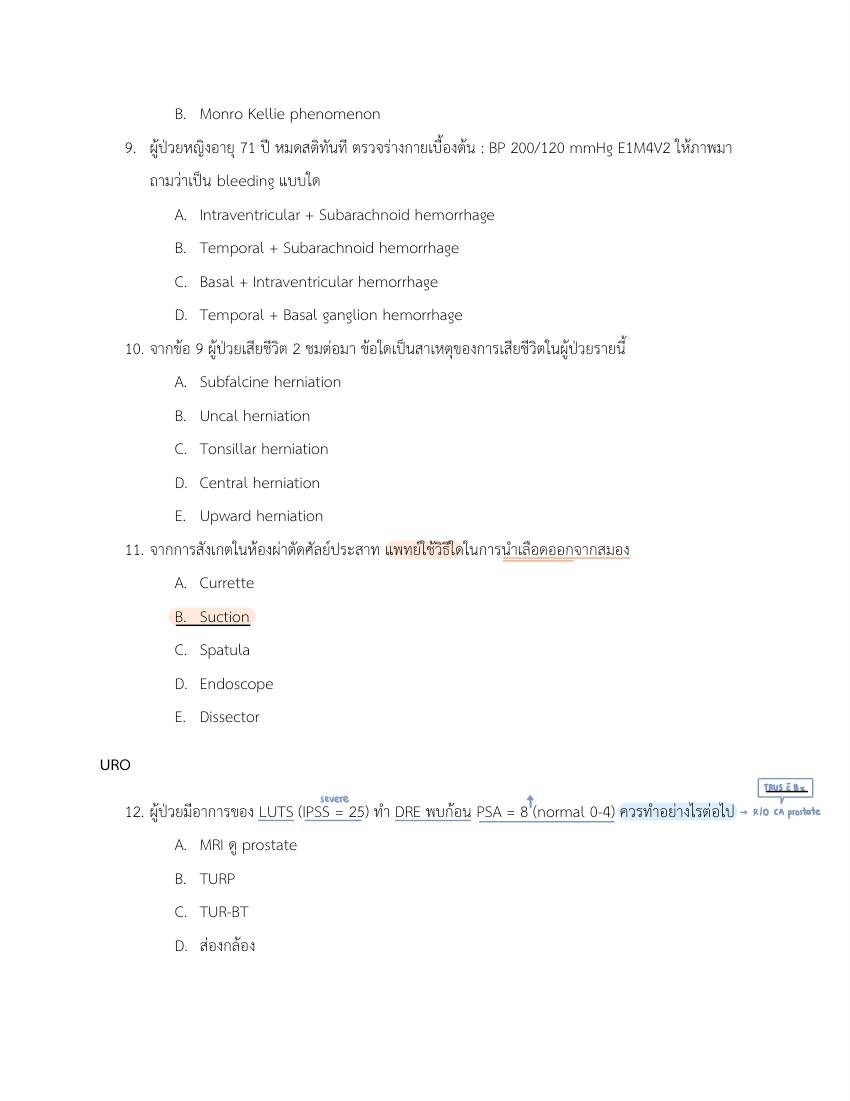 B. Monro Kellie phenomenon
9. ผู้ป่วยหญิงอายุ 71 ปี หมดสติทันที ตรวจร่างกายเบื้องต้น : BP 200/120 mmHg E1M4V2 ให้ภาพมา
ถามว่าเป็น bleeding แบบใด
A. Intraventricular + Subarachnoid hemorrhage
B. Temporal + Subarachnoid hemorrhage
C. Basal + Intraventricular hemorrhage
D. Temporal + Basal ganglion hemorrhage
10. จากข้อ 9 ผู้ป่วยเสียชีวิต 2 ชมต่อมา ข้อใดเป็นสาเหตุของการเสียชีวิตในผู้ป่วยรายนี้
A. Subfalcine herniation
B. Uncal herniation
C. Tonsillar herniation
D. Central herniation
E. Upward herniation
11. จากการสังเกตในห้องผ่าตัดศัลย์ประสาท แพทย์ใช้วิธีใดในการนำเลือดออกจากสมอง
A. Currette
B. Suction
C. Spatula
D. Endoscope
E. Dissector
URO
TRUS c̄ Bx
severe ↑
12. ผู้ป่วยมีอาการของ LUTS (IPSS = 25) ทำ DRE พบก้อน PSA = 8 (normal 0-4) ควรทำอย่างไรต่อไป → R/O CA prostate
A. MRI ดู prostate
B. TURP
C. TUR-BT
D. ส่องกล้อง